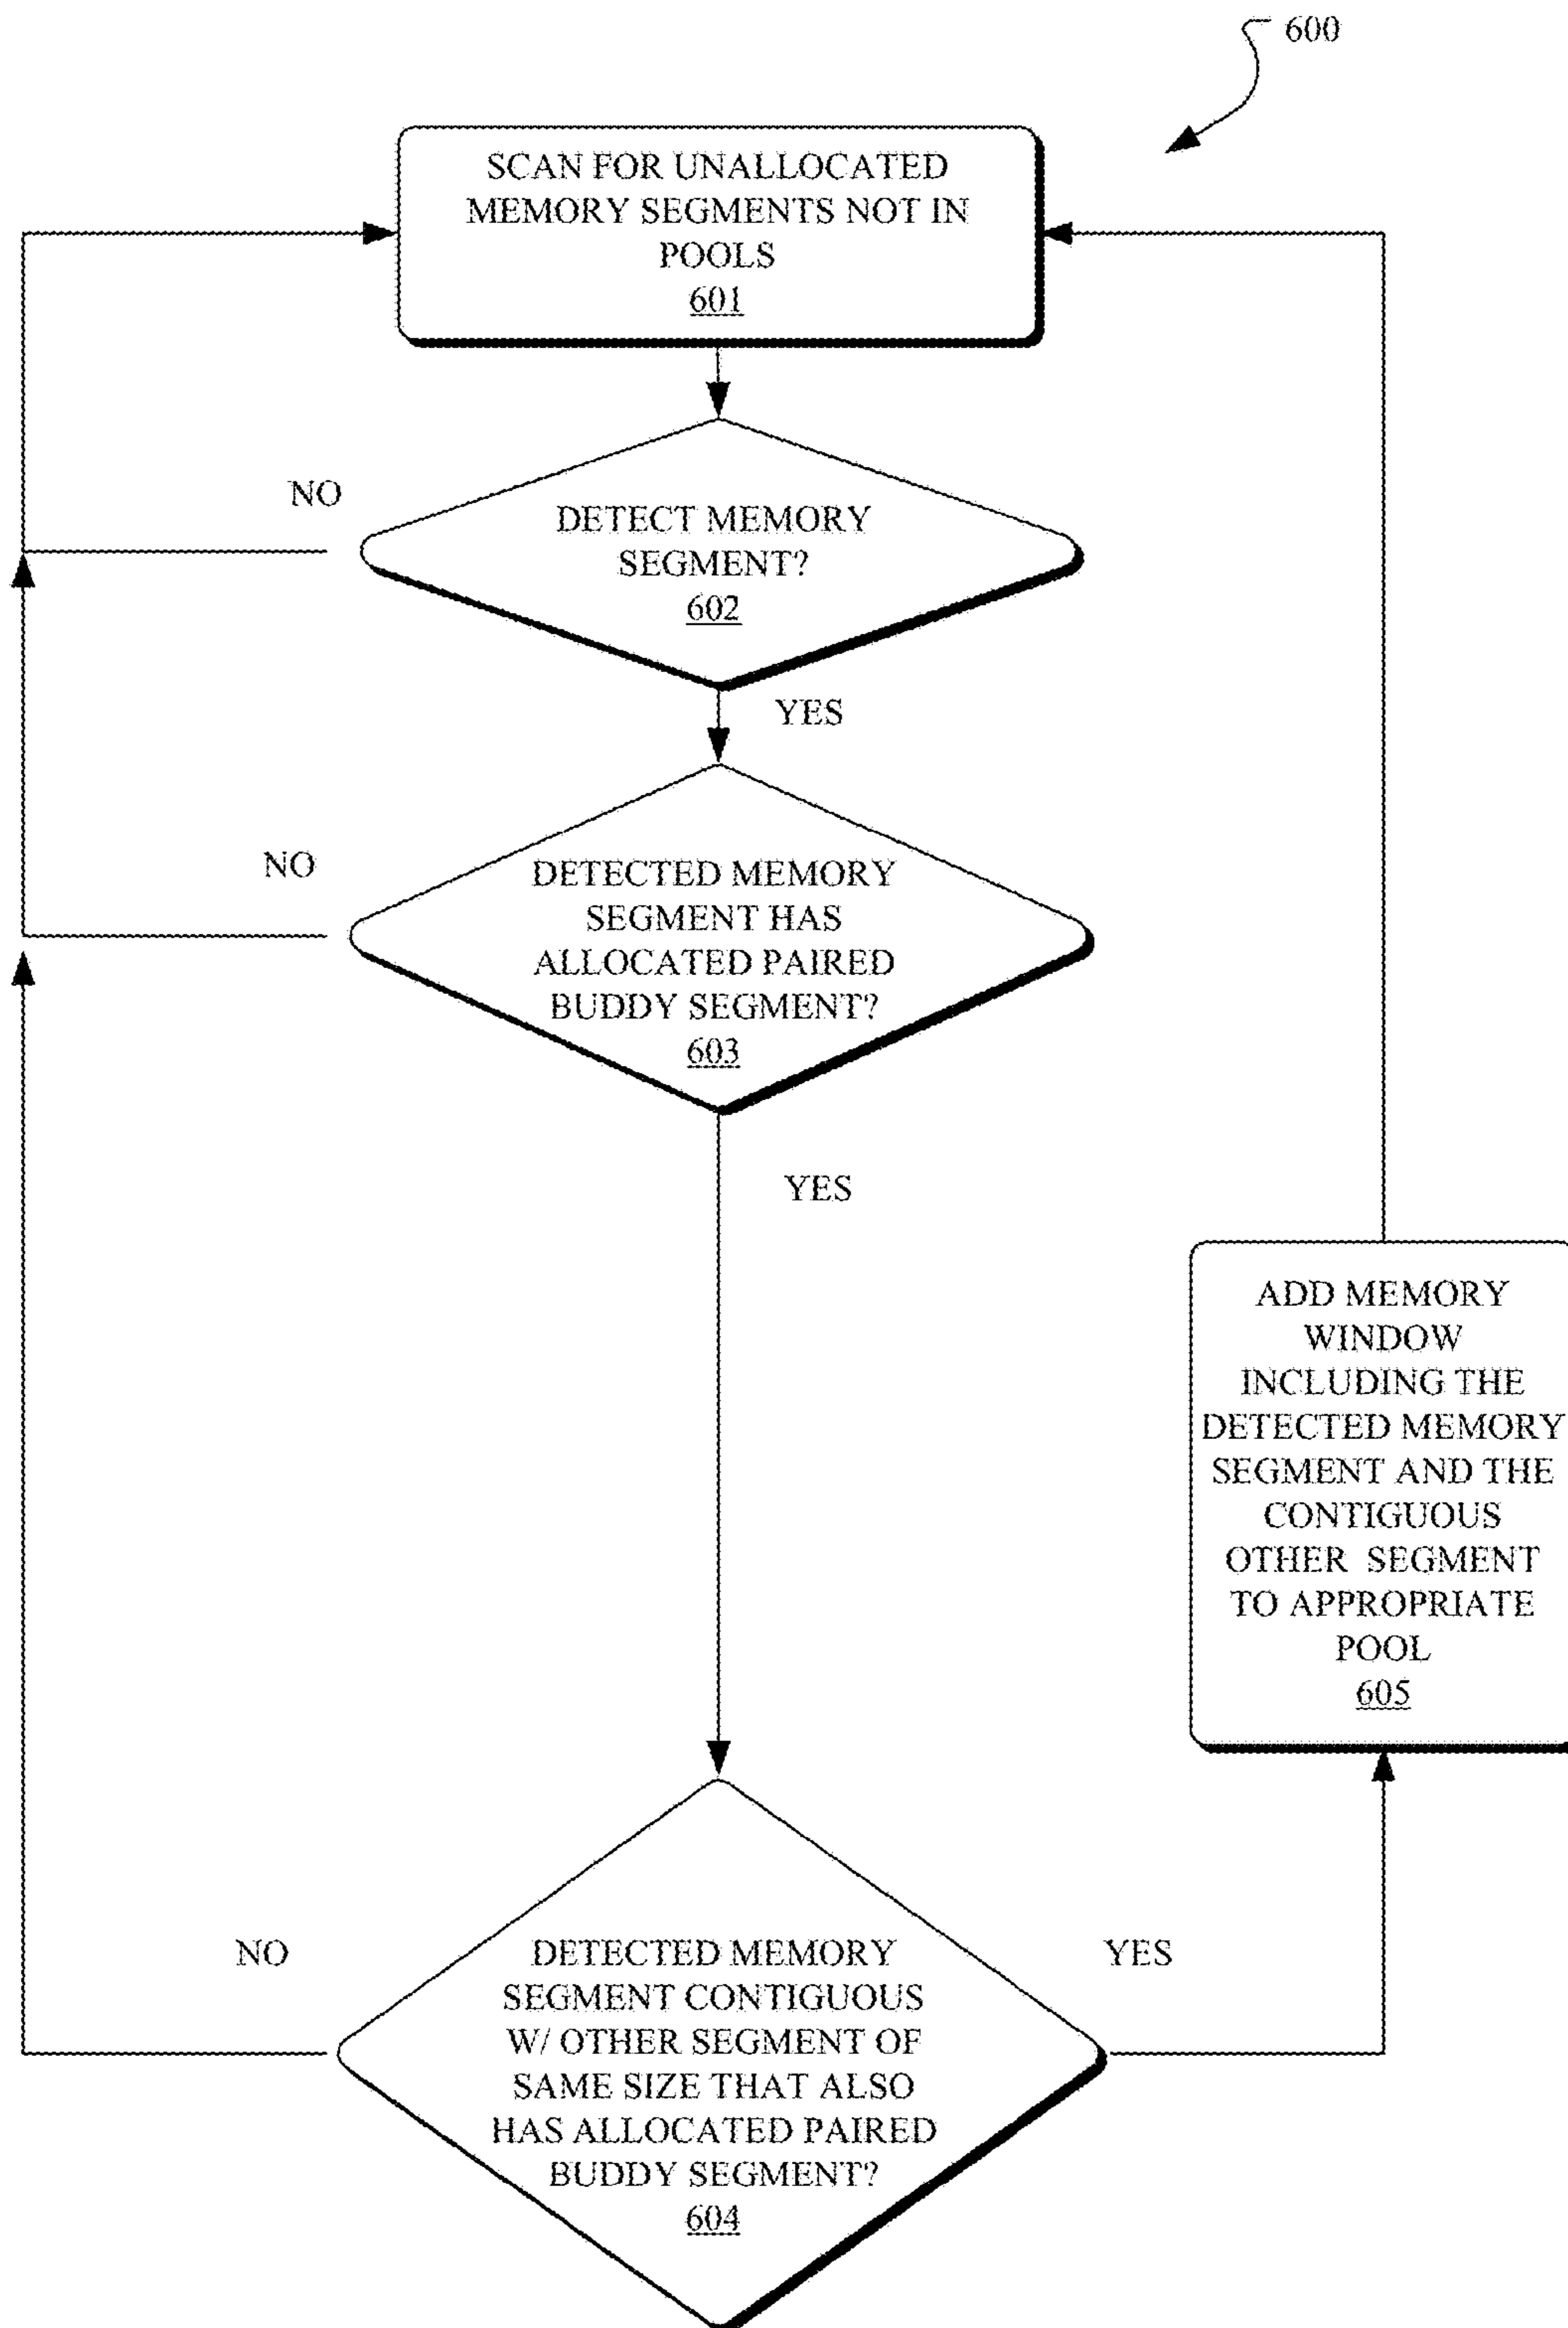 600
SCAN FOR UNALLOCATED
MEMORY SEGMENTS NOT IN
POOLS
601
NO
DETECT MEMORY
SEGMENT?
602
YES
NO
DETECTED MEMORY
SEGMENT HAS
ALLOCATED PAIRED
BUDDY SEGMENT?
603
YES
ADD MEMORY
WINDOW
INCLUDING THE
DETECTED MEMORY
SEGMENT AND THE
CONTIGUOUS
OTHER SEGMENT
TO APPROPRIATE
POOL
605
NO
YES
DETECTED MEMORY
SEGMENT CONTIGUOUS
W/ OTHER SEGMENT OF
SAME SIZE THAT ALSO
HAS ALLOCATED PAIRED
BUDDY SEGMENT?
604